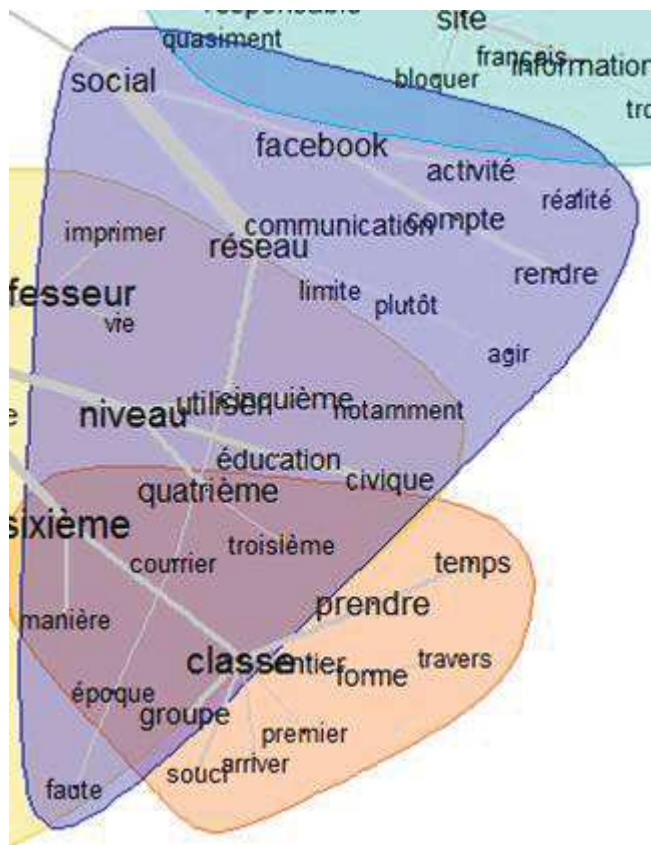 responsable
site
quasiment
français
information
social
bloquer
facebook
activité
réalité
communication
compte
imprimer
réseau
rendre
fesseur
limite
plutôt
vie
agir
utiliser
cinquième
niveau
notamment
éducation
civique
quatrième
sixième
troisième
courrier
temps
prendre
manière
classe
entier
forme
travers
époque
groupe
premier
souci
arriver
faute